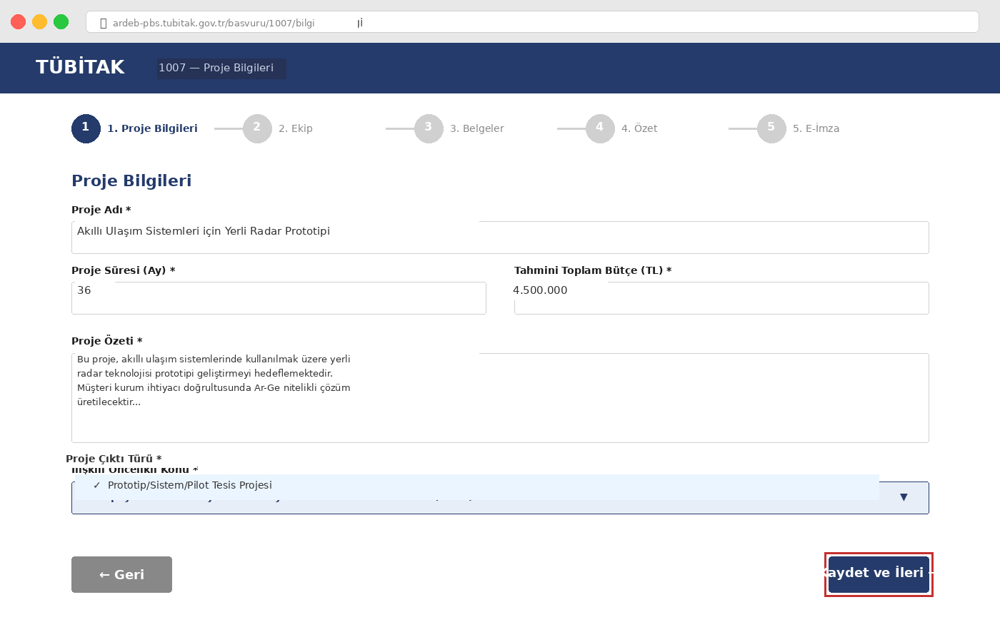 ardeb-pbs.tubitak.gov.tr/basvuru/1007/bilgi
TÜBİTAK
1007 — Proje Bilgileri
1
1. Proje Bilgileri
2
2. Ekip
3
3. Belgeler
4
4. Özet
5
5. E-İmza
Proje Bilgileri
Proje Adı *
Akıllı Ulaşım Sistemleri için Yerli Radar Prototipi
Proje Süresi (Ay) *
Tahmini Toplam Bütçe (TL) *
36
4.500.000
Proje Özeti *
Bu proje, akıllı ulaşım sistemlerinde kullanılmak üzere yerli
radar teknolojisi prototipi geliştirmeyi hedeflemektedir.
Müşteri kurum ihtiyacı doğrultusunda Ar-Ge nitelikli çözüm
üretilecektir...
Proje Çıktı Türü *
İlişkili Öncelikli Konu *
✓ Prototip/Sistem/Pilot Tesis Projesi
▼
← Geri
Kaydet ve İleri →